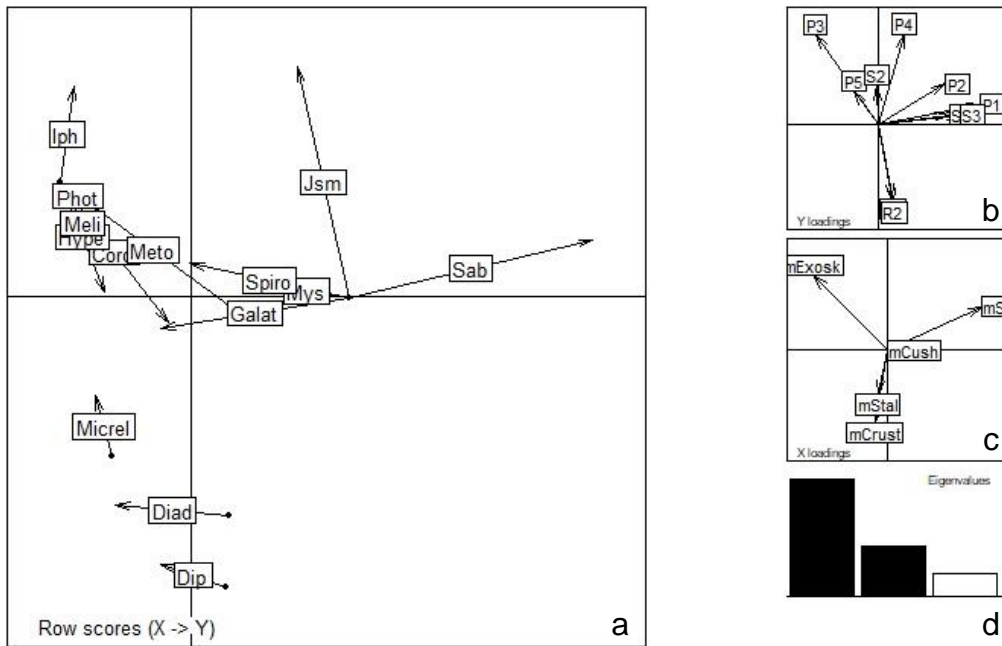 Iph
Phot
Meli
Hype
Meto
Jsm
Sab
Spiro
Mys
Galat
Micrel
Diad
Dip
Row scores (X -> Y)
a
P3
P4
P5
S2
P2
P1
S3
R2
Y loadings
b
mExosk
mCush
mStal
mCrust
X loadings
c
Eigenvalues
d